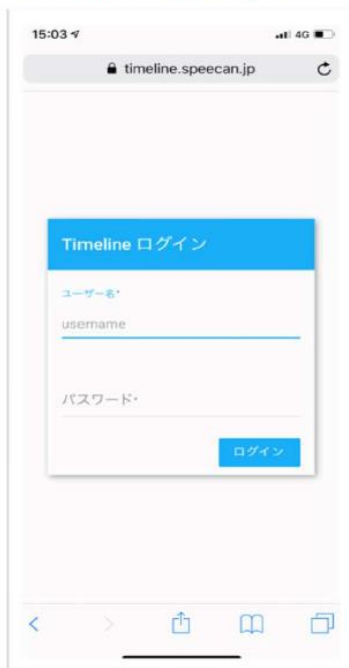 15:03 4G
timeline.speecan.jp
Timeline ログイン
ユーザー名*
username
パスワード*
ログイン